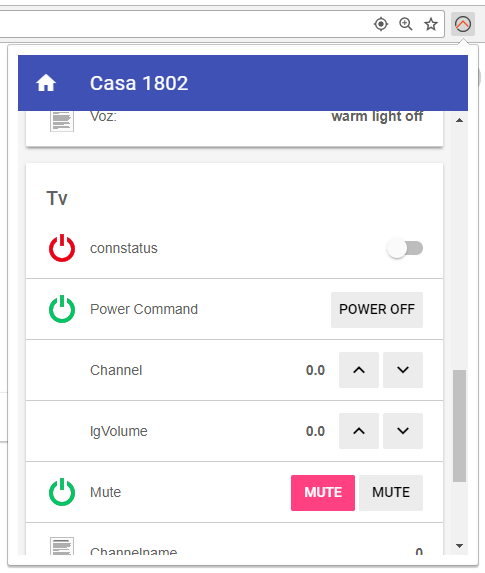 Casa 1802
Voz: warm light off
Tv
connstatus
Power Command POWER OFF
Channel 0.0
lgVolume 0.0
Mute MUTE MUTE
Channelname 0